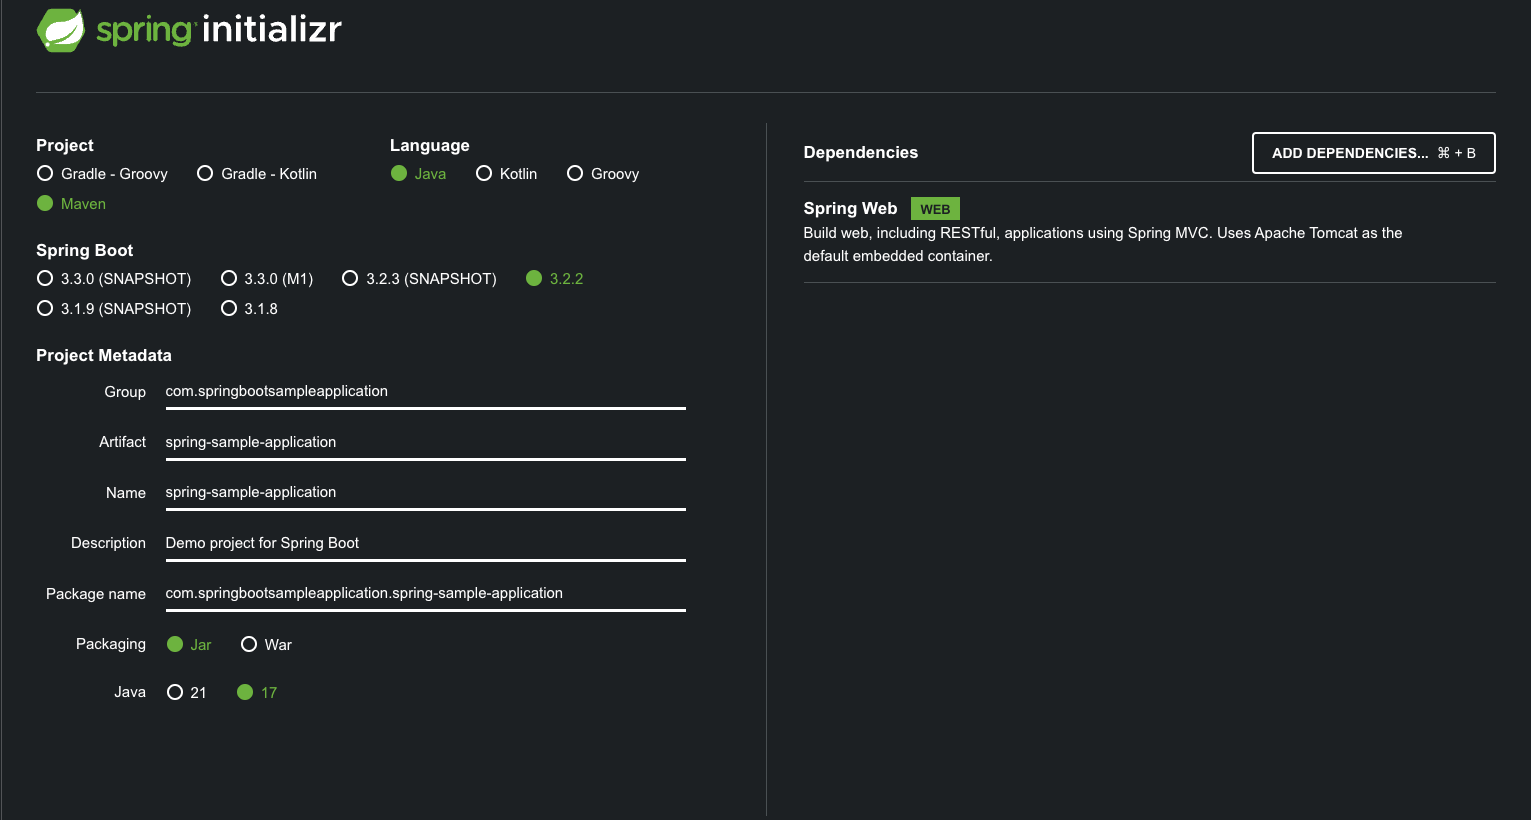 spring initializr
Project
Gradle - Groovy
Gradle - Kotlin
Maven
Language
Java
Kotlin
Groovy
Spring Boot
3.3.0 (SNAPSHOT)
3.3.0 (M1)
3.2.3 (SNAPSHOT)
3.2.2
3.1.9 (SNAPSHOT)
3.1.8
Project Metadata
Group
com.springbootsampleapplication
Artifact
spring-sample-application
Name
spring-sample-application
Description
Demo project for Spring Boot
Package name
com.springbootsampleapplication.spring-sample-application
Packaging
Jar
War
Java
21
17
Dependencies
ADD DEPENDENCIES... ⌘ + B
Spring Web WEB
Build web, including RESTful, applications using Spring MVC. Uses Apache Tomcat as the
default embedded container.